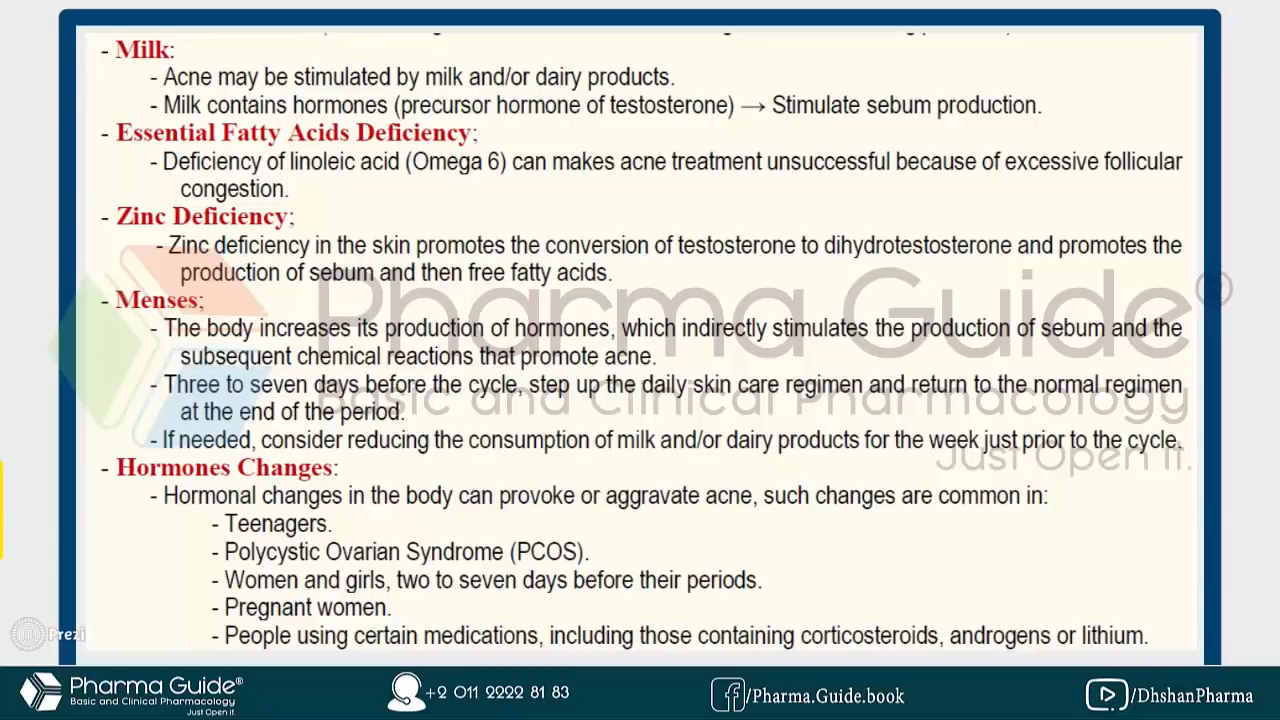 - Milk:
- Acne may be stimulated by milk and/or dairy products.
- Milk contains hormones (precursor hormone of testosterone) → Stimulate sebum production.
- Essential Fatty Acids Deficiency;
- Deficiency of linoleic acid (Omega 6) can makes acne treatment unsuccessful because of excessive follicular
congestion.
- Zinc Deficiency;
- Zinc deficiency in the skin promotes the conversion of testosterone to dihydrotestosterone and promotes the
production of sebum and then free fatty acids.
- Menses;
- The body increases its production of hormones, which indirectly stimulates the production of sebum and the
subsequent chemical reactions that promote acne.
- Three to seven days before the cycle, step up the daily skin care regimen and return to the normal regimen
at the end of the period.
- If needed, consider reducing the consumption of milk and/or dairy products for the week just prior to the cycle.
- Hormones Changes:
- Hormonal changes in the body can provoke or aggravate acne, such changes are common in:
- Teenagers.
- Polycystic Ovarian Syndrome (PCOS).
- Women and girls, two to seven days before their periods.
- Pregnant women.
- People using certain medications, including those containing corticosteroids, androgens or lithium.
Pharma Guide®
Basic and Clinical Pharmacology
Just Open it.
Prezi
Pharma Guide®
Basic and Clinical Pharmacology
Just Open it.
+2 011 2222 81 83
/Pharma.Guide.book
/DhshanPharma